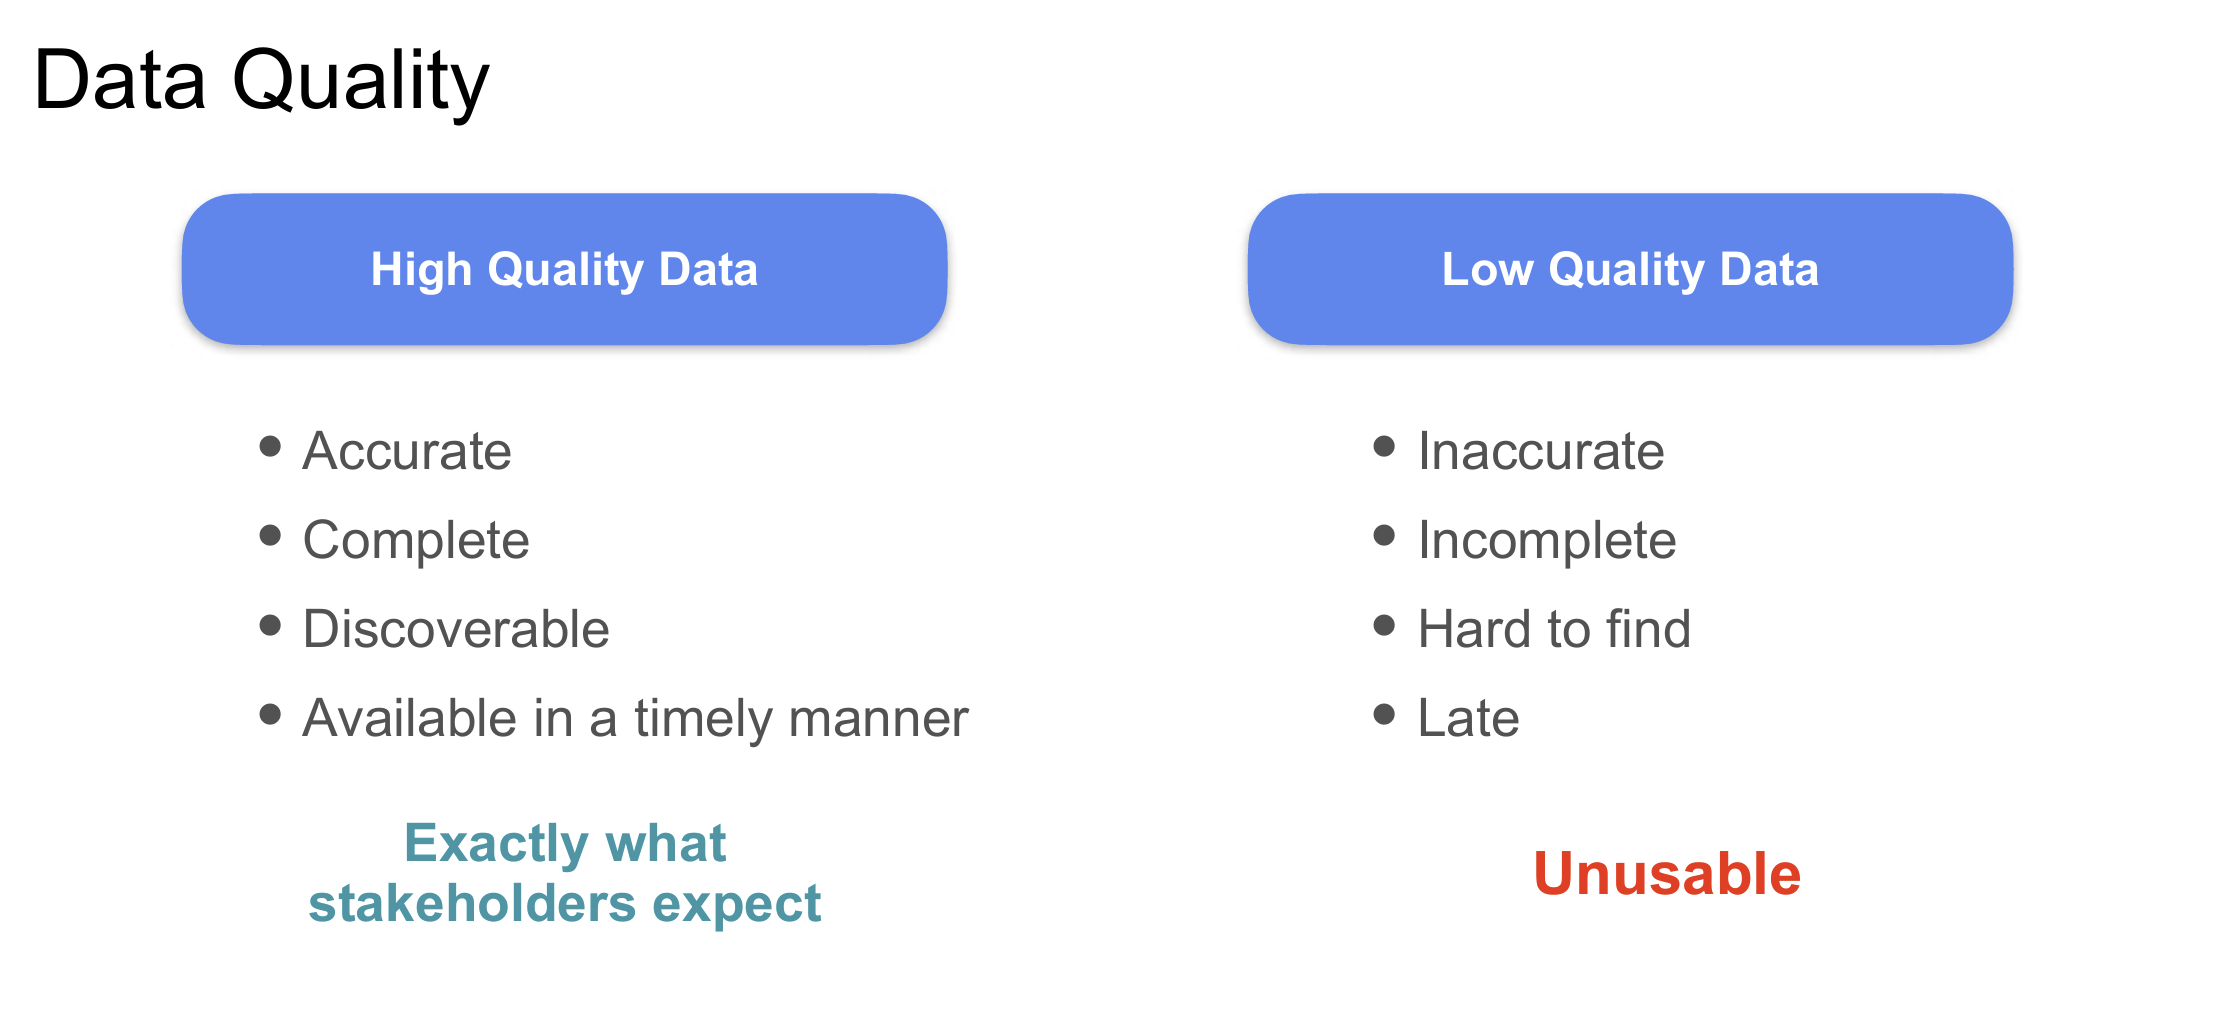 Data Quality
High Quality Data
Accurate
Complete
Discoverable
Available in a timely manner
Exactly what
stakeholders expect
Low Quality Data
Inaccurate
Incomplete
Hard to find
Late
Unusable